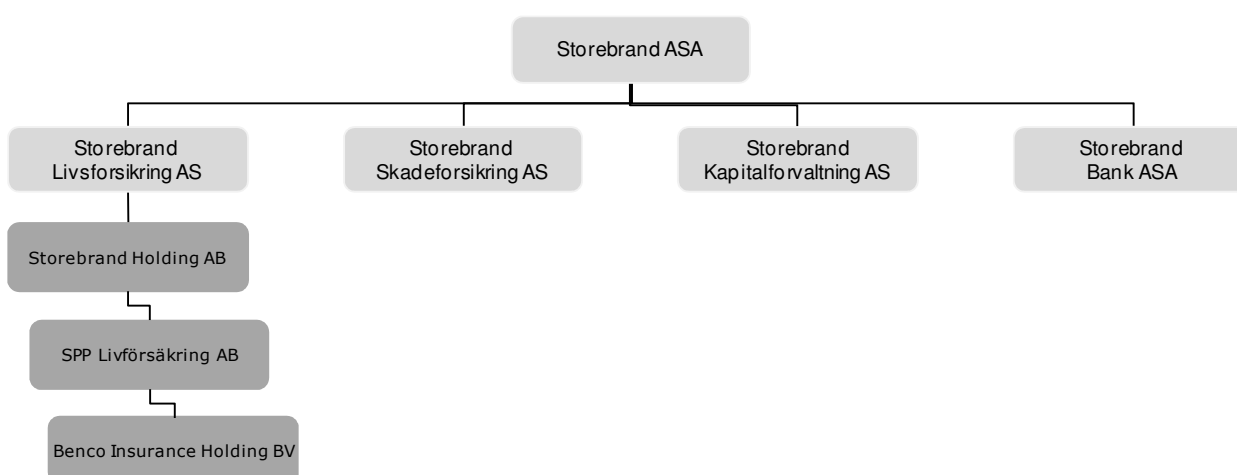 Storebrand ASA
Storebrand
Livsforsikring AS
Storebrand
Skadeforsikring AS
Storebrand
Kapitalforvaltning AS
Storebrand
Bank ASA
Storebrand Holding AB
SPP Livförsäkring AB
Benco Insurance Holding BV